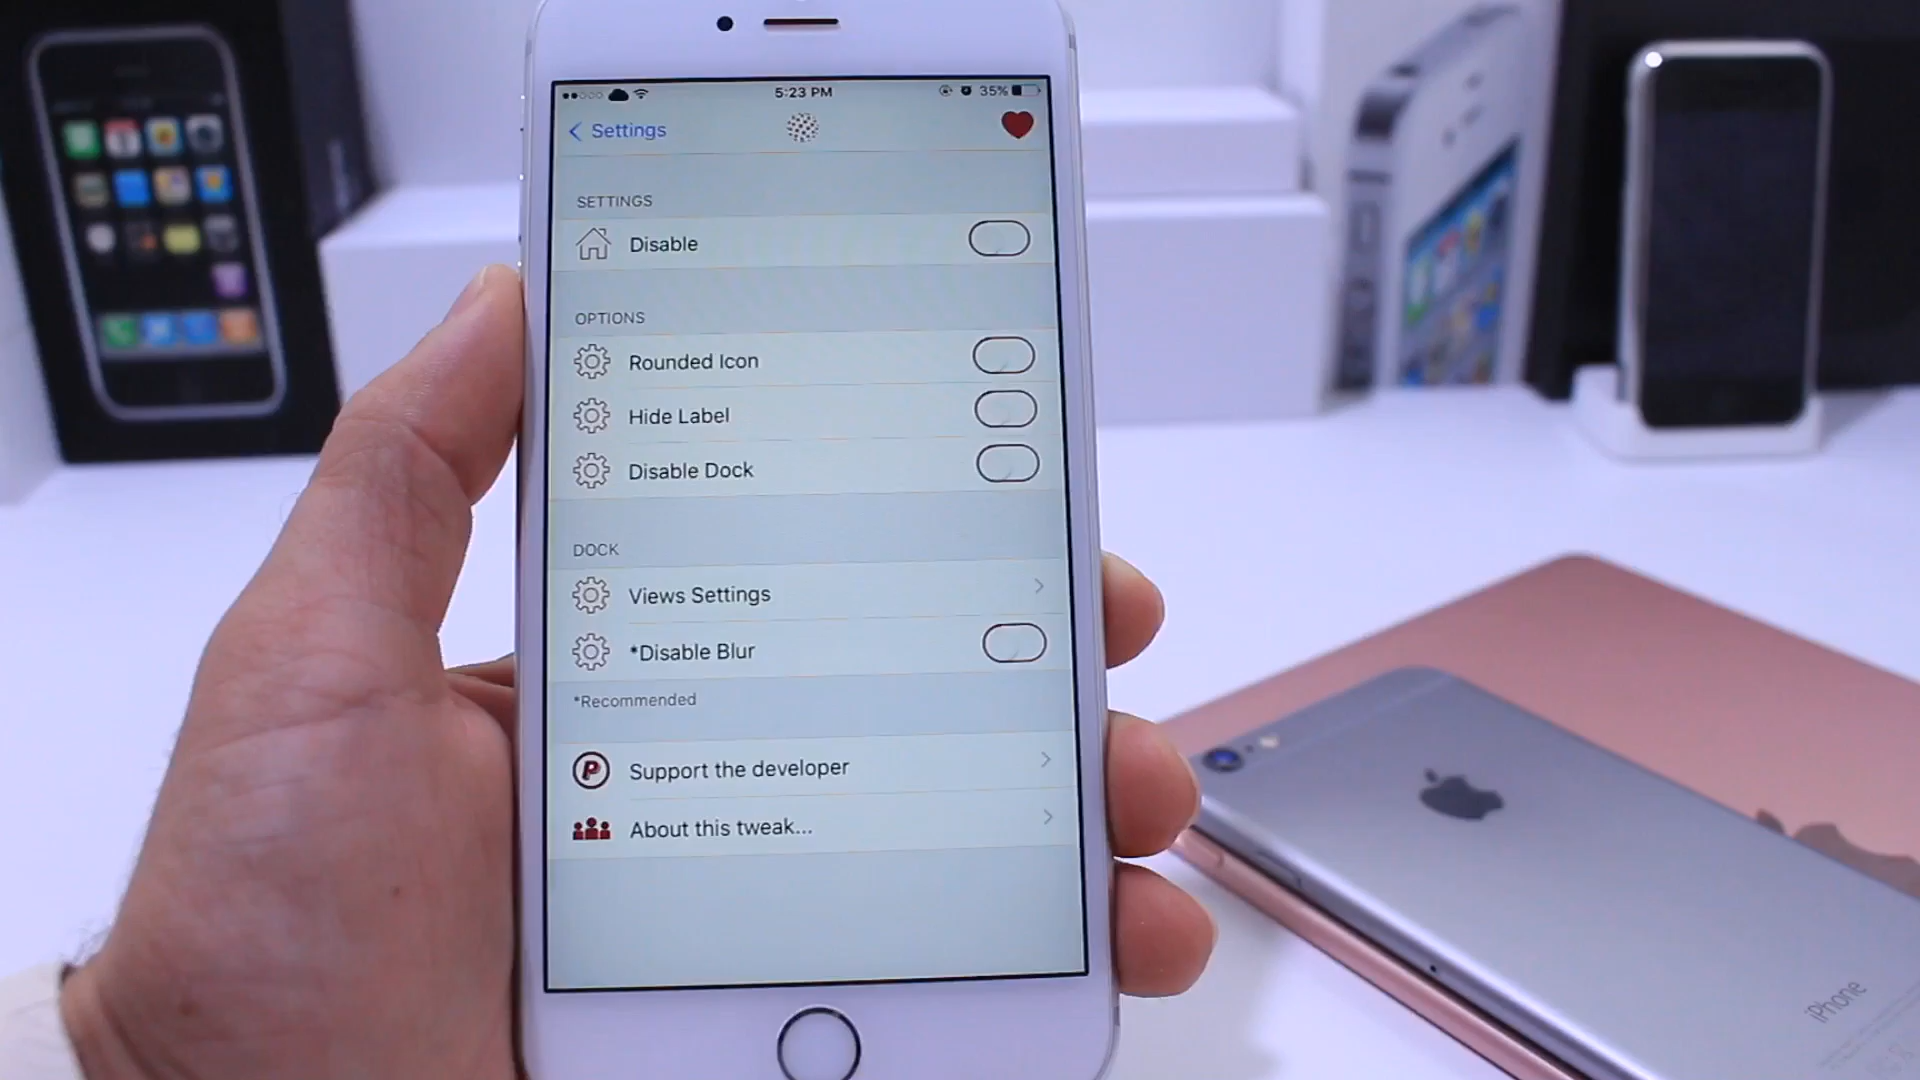 5:23 PM
35%
Settings
SETTINGS
Disable
OPTIONS
Rounded Icon
Hide Label
Disable Dock
DOCK
Views Settings
*Disable Blur
*Recommended
P Support the developer
About this tweak...
iPhone